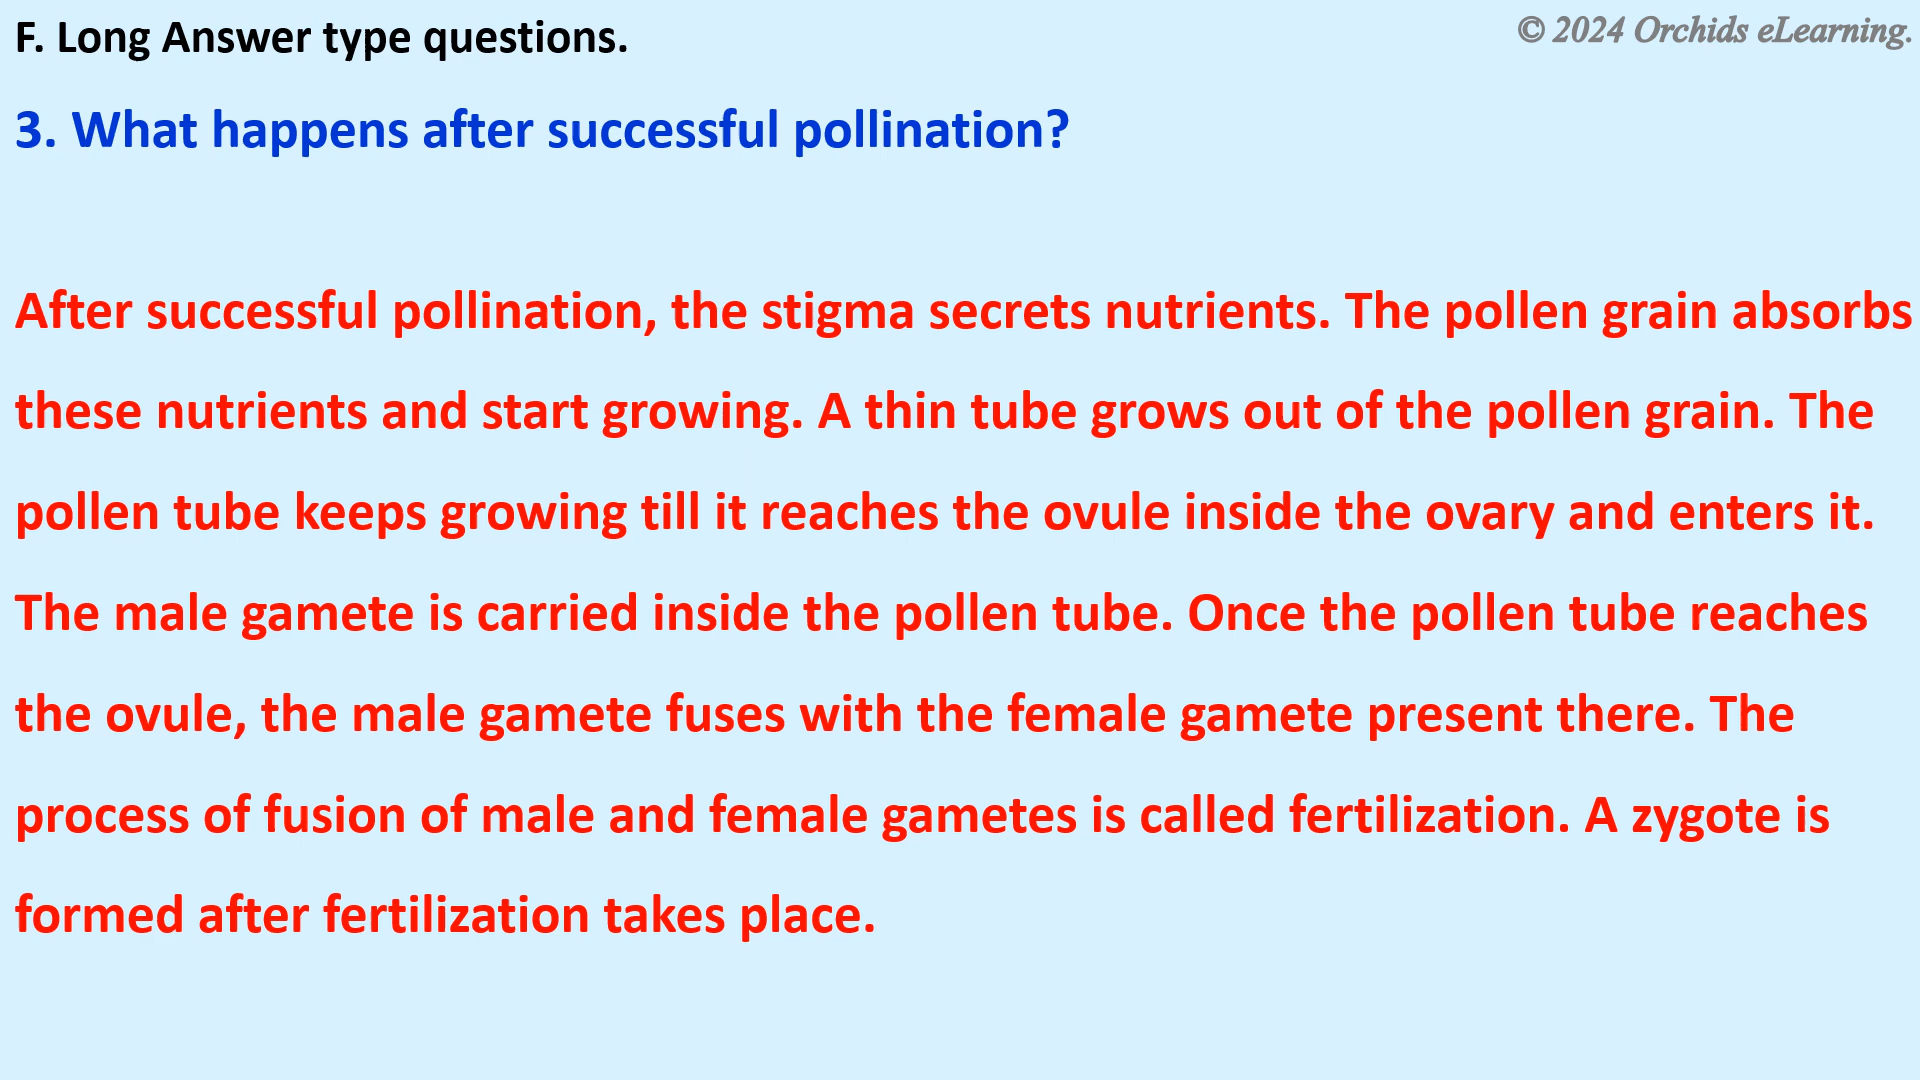 F. Long Answer type questions.
© 2024 Orchids eLearning.
3. What happens after successful pollination?
After successful pollination, the stigma secrets nutrients. The pollen grain absorbs
these nutrients and start growing. A thin tube grows out of the pollen grain. The
pollen tube keeps growing till it reaches the ovule inside the ovary and enters it.
The male gamete is carried inside the pollen tube. Once the pollen tube reaches
the ovule, the male gamete fuses with the female gamete present there. The
process of fusion of male and female gametes is called fertilization. A zygote is
formed after fertilization takes place.